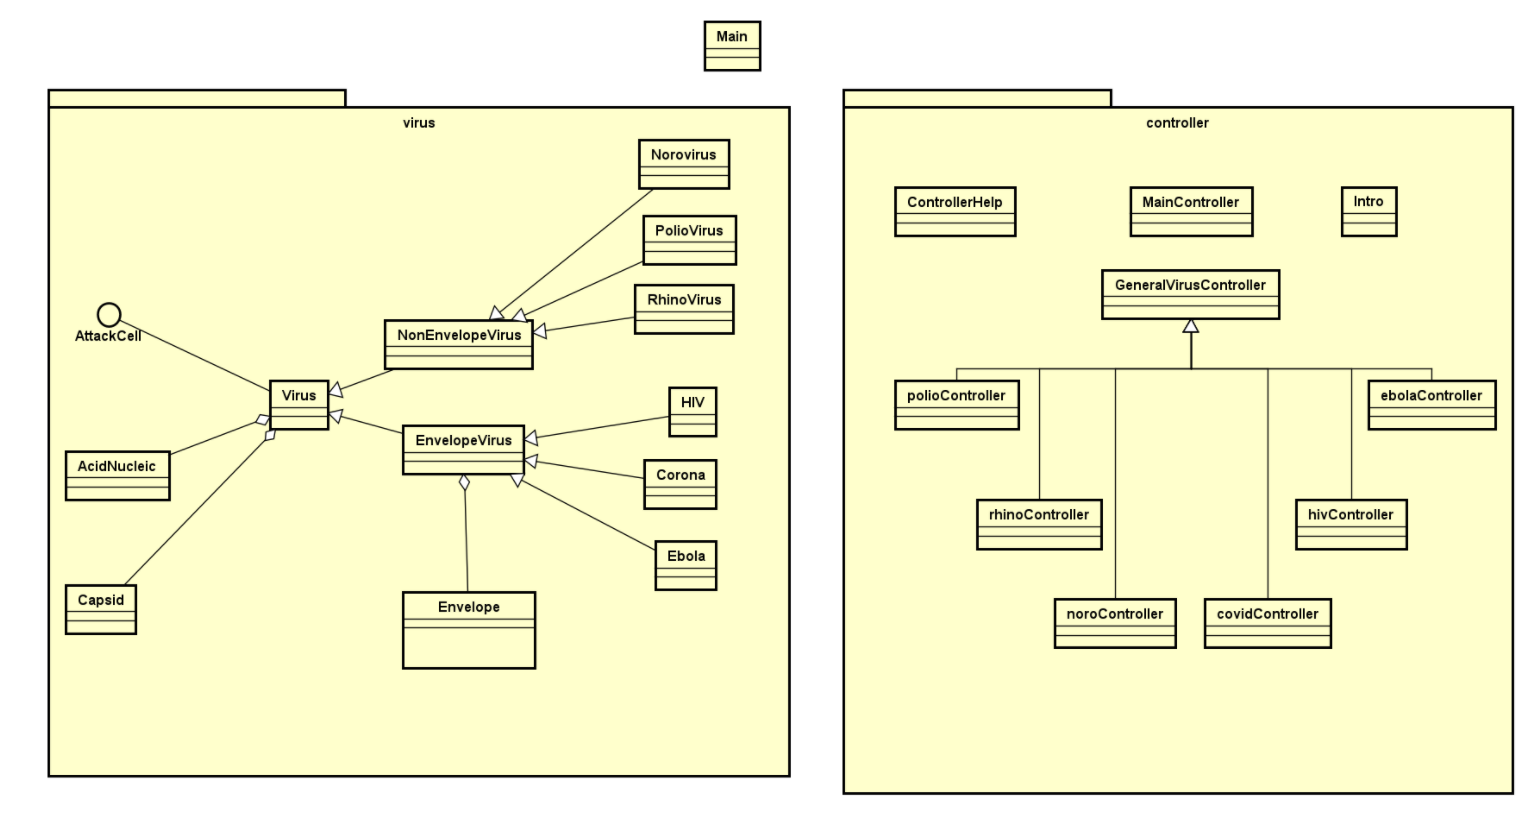 Main
virus
Norovirus
PolioVirus
RhinoVirus
AttackCell
NonEnvelopeVirus
Virus
HIV
EnvelopeVirus
AcidNucleic
Corona
Ebola
Capsid
Envelope
controller
ControllerHelp
MainController
Intro
GeneralVirusController
polioController
ebolaController
rhinoController
hivController
noroController
covidController